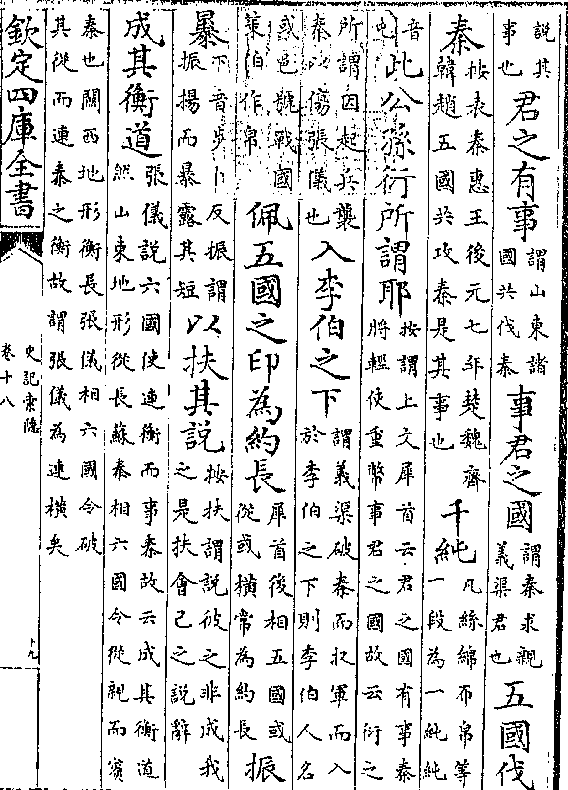 說其事也君之有事謂山東諸國共伐秦事君之國謂秦求親義渠君也五國伐
秦按表秦惠王後元七年楚魏齊韓趙五國共攻秦是其事也千純凡絲綿布帛等一段為一純純
音屯此公孫衍所謂耶按謂上文犀首云君之國有事秦將輕使重幣事君之國故云衍之
所謂因起兵襲秦以傷張儀也入李伯之下謂義渠破秦而収軍而入於李伯之下則李伯人名
或邑號戰國策伯作帛佩五國之印為約長犀首後相五國或從或橫常為約長振
暴下音步卜反振謂振揚而暴露其短以扶其說按扶謂說彼之非成我之是扶會己之說辭
成其衡道張儀說六國使連衡而事秦故云成其衡道然山東地形從長蘇秦相六國令從親而賓
秦也關西地形衡長張儀相六國令破其從而連秦之衡故謂張儀為連橫矣
欽定四庫全書
史記索隱
卷十八
十九